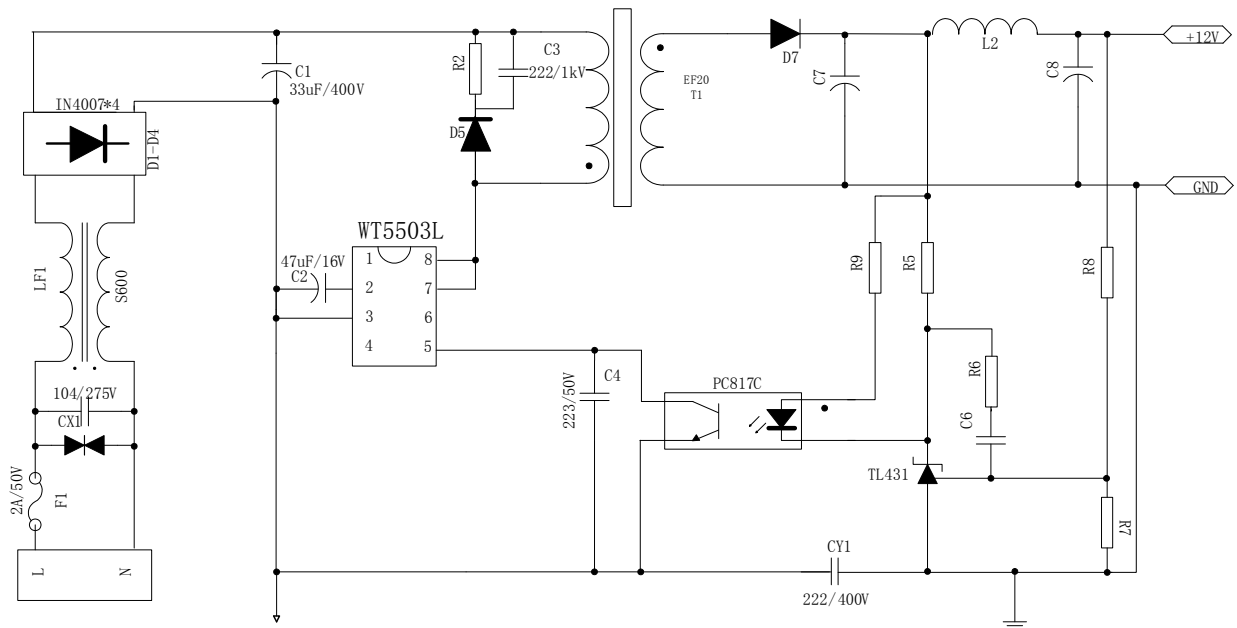 +12V
R2
C3
222/1kV
D7
L2
C7
C8
C1
33uF/400V
EF20
T1
IN4007*4
D1-D4
D5
GND
WT5503L
47uF/16V
C2
1
8
2
7
3
6
4
5
LF1
S600
R9
R5
R8
104/275V
CX1
C4
223/50V
PC817C
R6
C6
TL431
2A/50V
F1
R7
L
N
CY1
222/400V